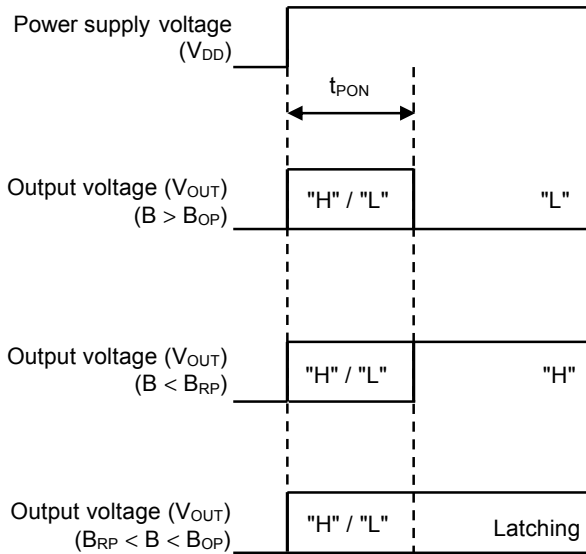 Power supply voltage
(VDD)
tPON
Output voltage (VOUT)
(B > BOP)
"H" / "L"
"L"
Output voltage (VOUT)
(B < BRP)
"H" / "L"
"H"
Output voltage (VOUT)
(BRP < B < BOP)
"H" / "L"
Latching